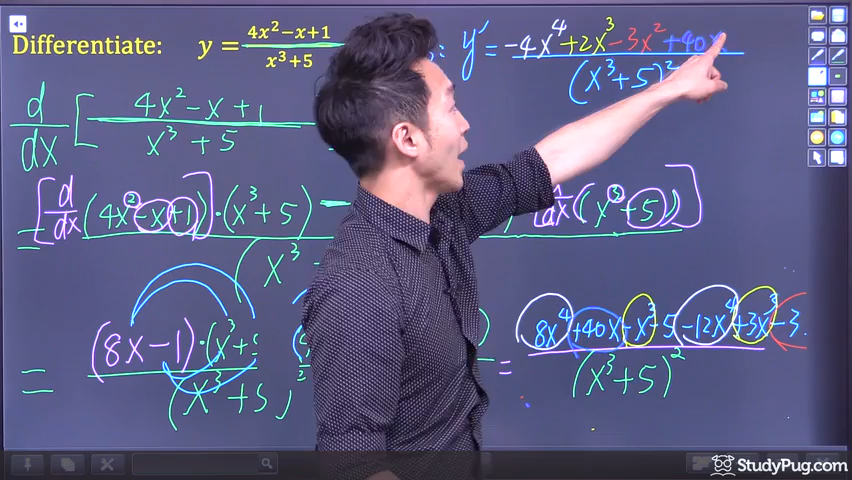 Differentiate: y = 4x²−x+1 / x³+5
y′ = −4x⁴ +2x³ −3x² +40x / (x³+5)²
d/dx [ 4x² − x + 1 / x³ + 5
= [d/dx (4x² − x + 1)] · (x³ + 5) − d/dx (x³ + 5)] / (x³
= (8x − 1) · (x³ + 5 / (x³ + 5)
= 8x⁴ +40x −x³ −5 −12x⁴ +3x³ −3 / (x³ + 5)²
StudyPug.com